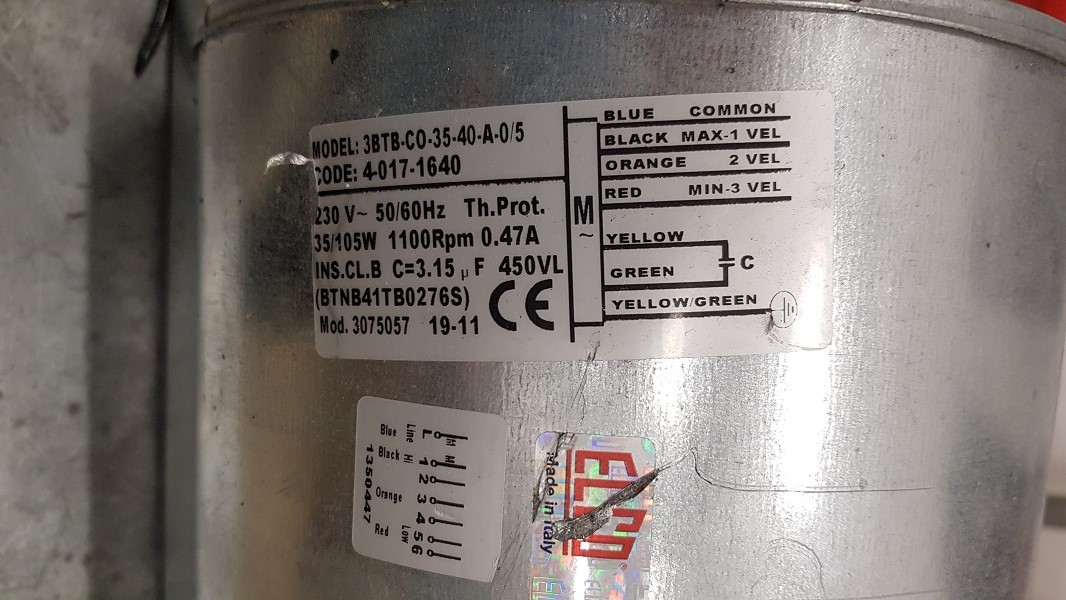 MODEL: 3BTB-CO-35-40-A-0/5
CODE: 4-017-1640
230 V~ 50/60Hz Th.Prot.
35/105W 1100Rpm 0.47A
INS.CL.B C=3.15 µF 450VL
(BTNB41TB0276S)
Mod. 3075057 19-11
CE
M
~
BLUE COMMON
BLACK MAX-1 VEL
ORANGE 2 VEL
RED MIN-3 VEL
YELLOW
C
GREEN
YELLOW/GREEN
Blue Line L
Black Hi 1
2
Orange 3
4
Red Low 5
6
1350447
ELCO®
Made in Italy